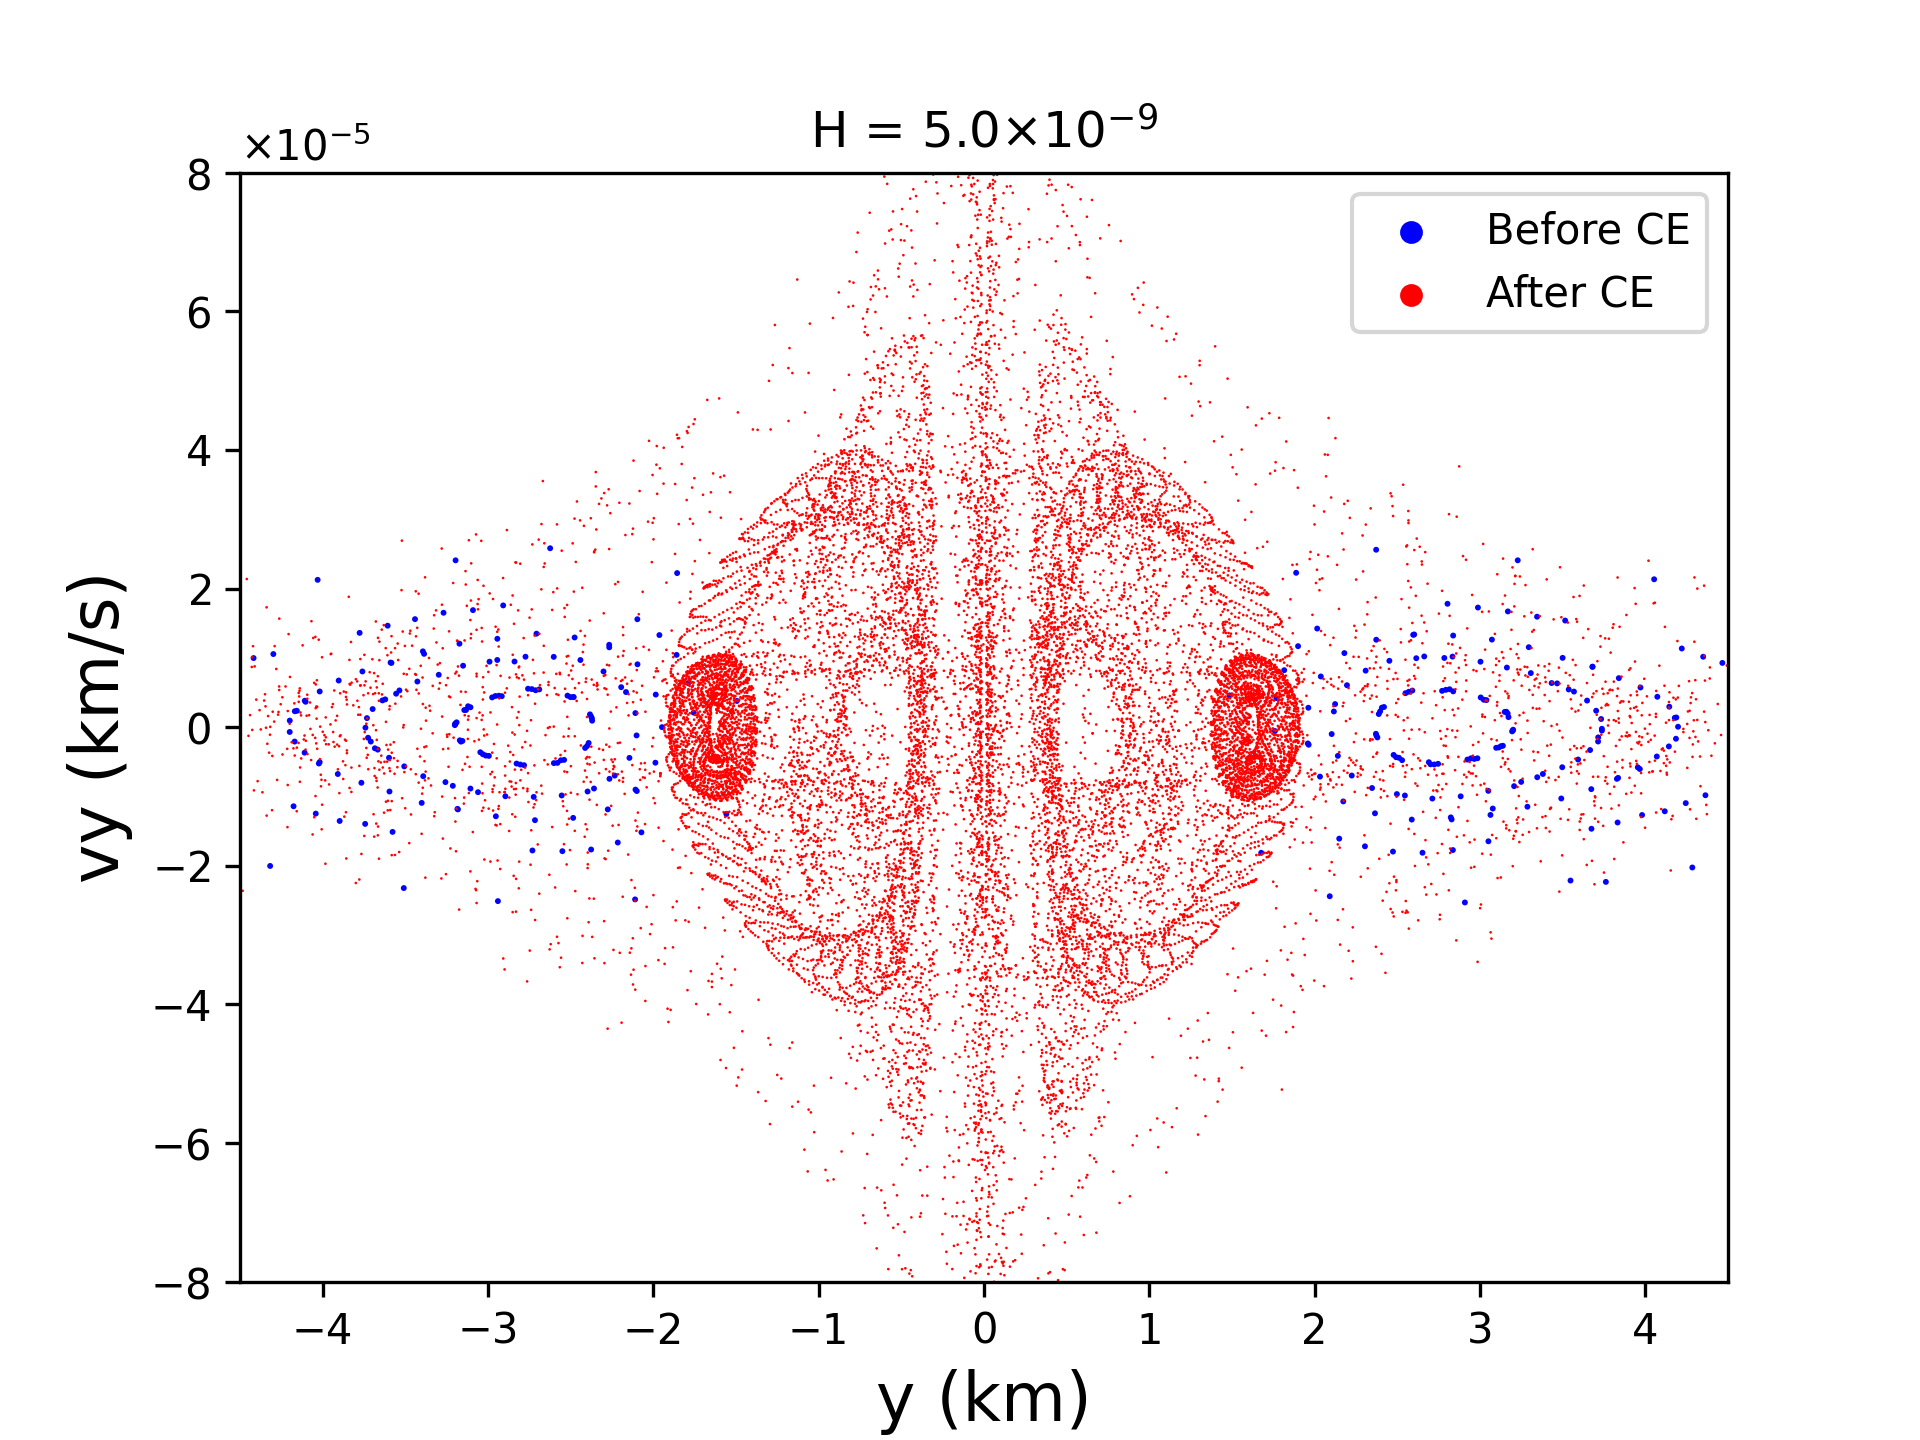 H = 5.0×10⁻⁹
×10⁻⁵
Before CE
After CE
8
6
4
2
0
−2
−4
−6
−8
vy (km/s)
−4 −3 −2 −1 0 1 2 3 4
y (km)